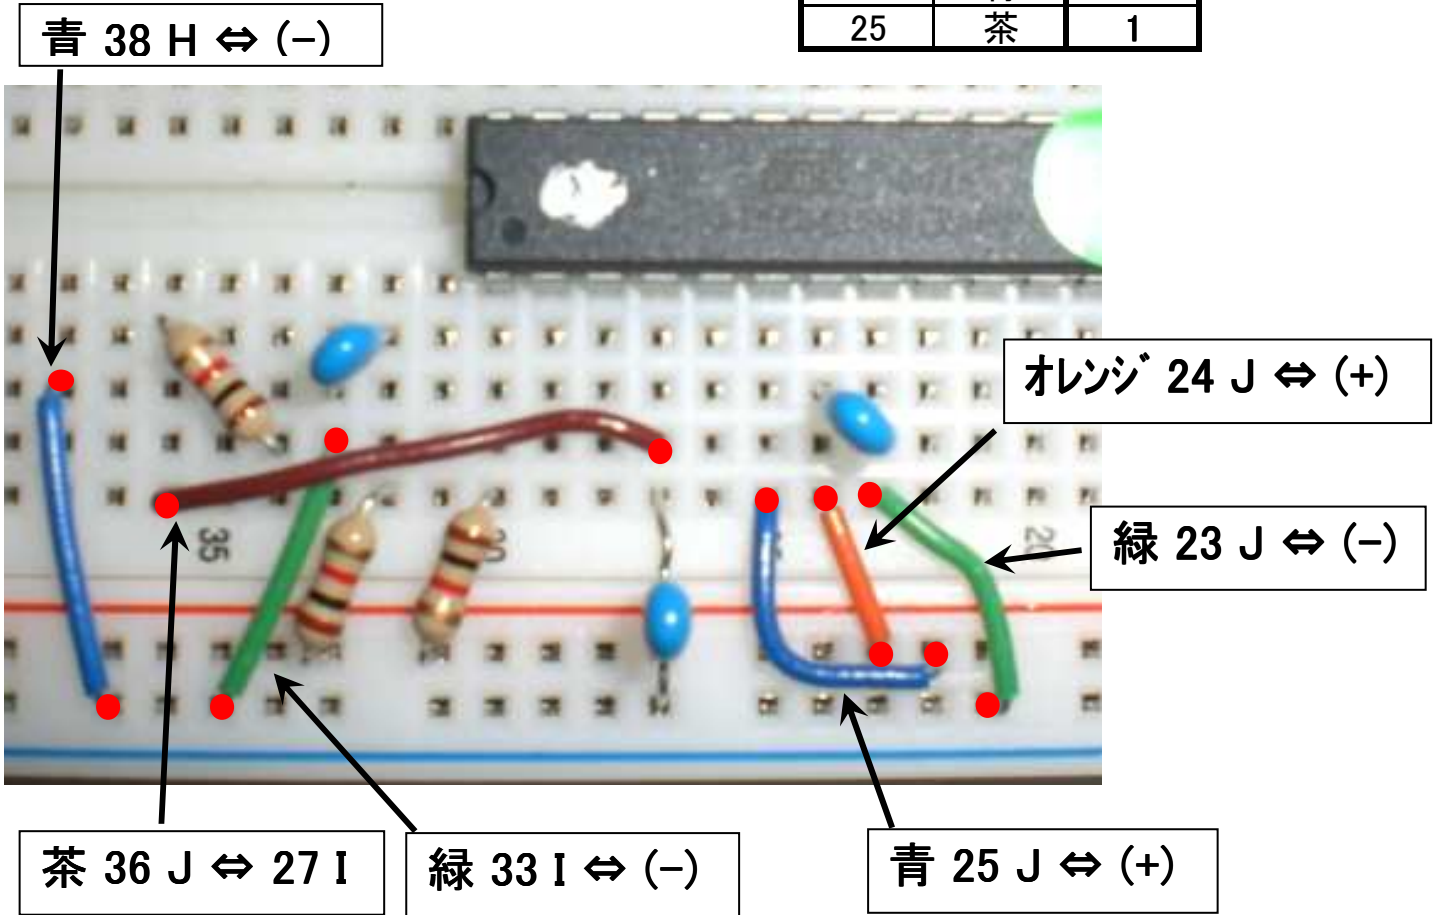 25 茶 1
青 38 H ⇔ (−)
オレンジ 24 J ⇔ (+)
緑 23 J ⇔ (−)
35
茶 36 J ⇔ 27 I
緑 33 I ⇔ (−)
青 25 J ⇔ (+)